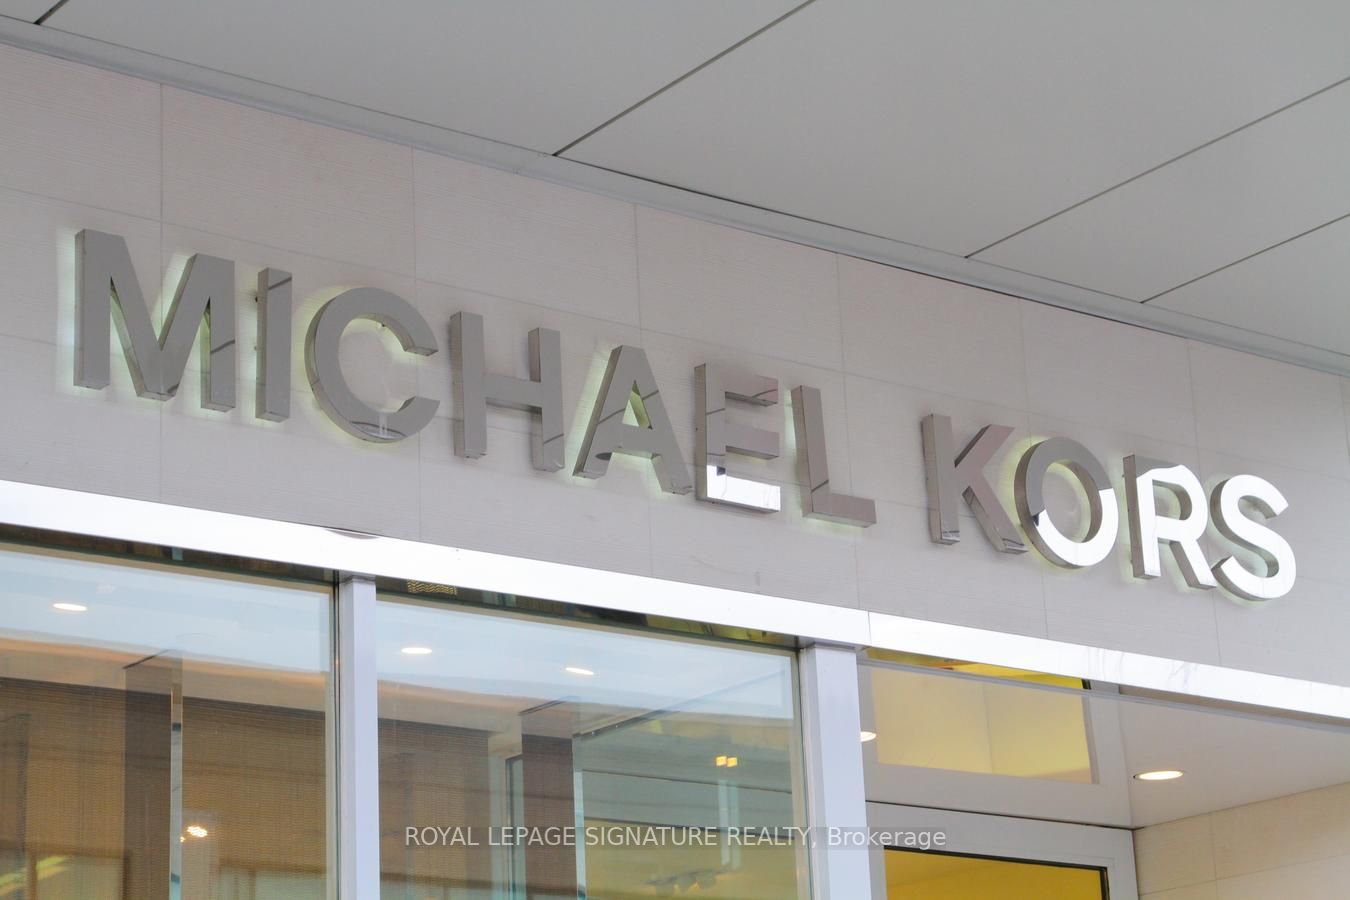 MICHAEL KORS
ROYAL LEPAGE SIGNATURE REALTY, Brokerage